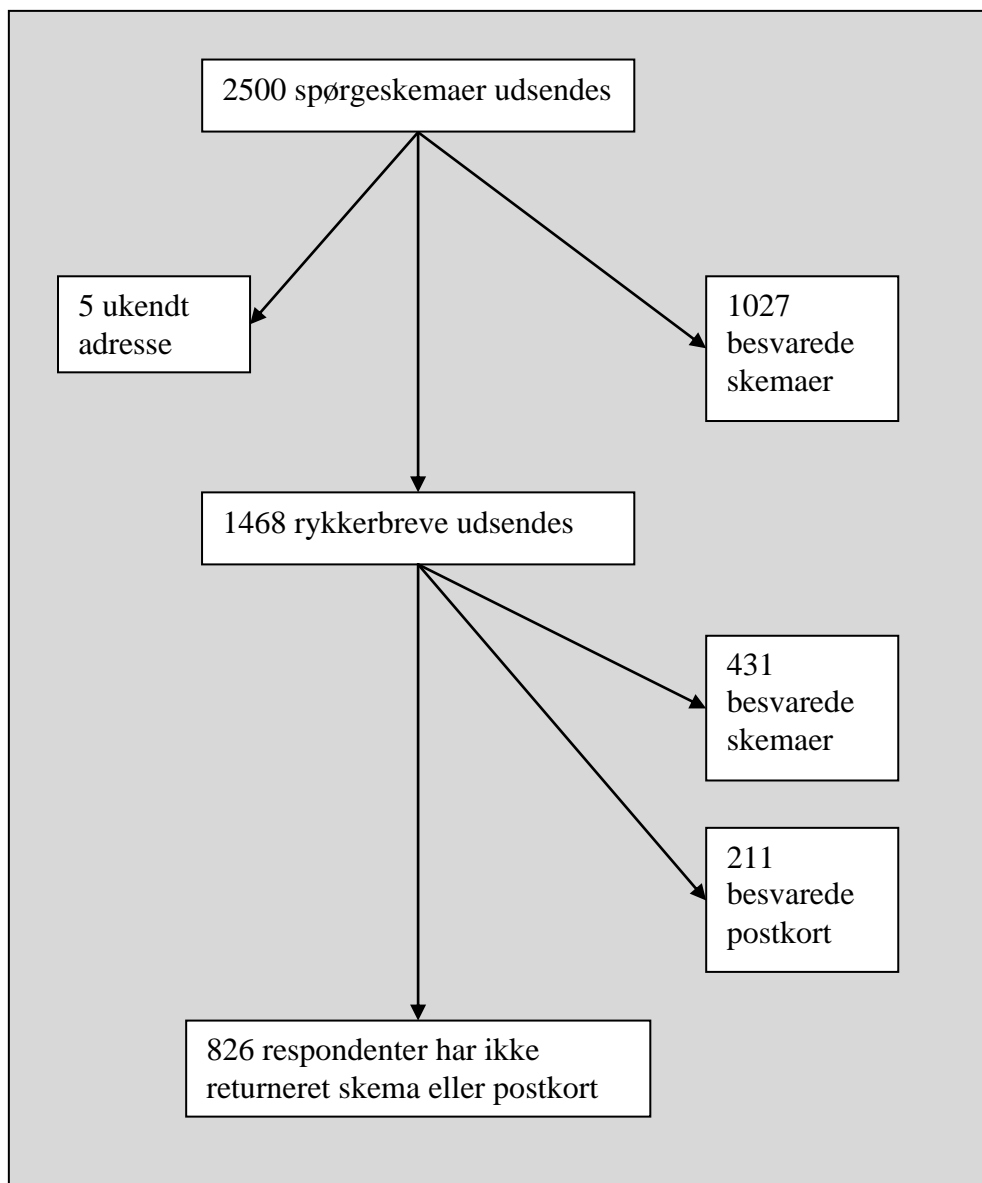 2500 spørgeskemaer udsendes
5 ukendt
adresse
1027
besvarede
skemaer
1468 rykkerbreve udsendes
431
besvarede
skemaer
211
besvarede
postkort
826 respondenter har ikke
returneret skema eller postkort